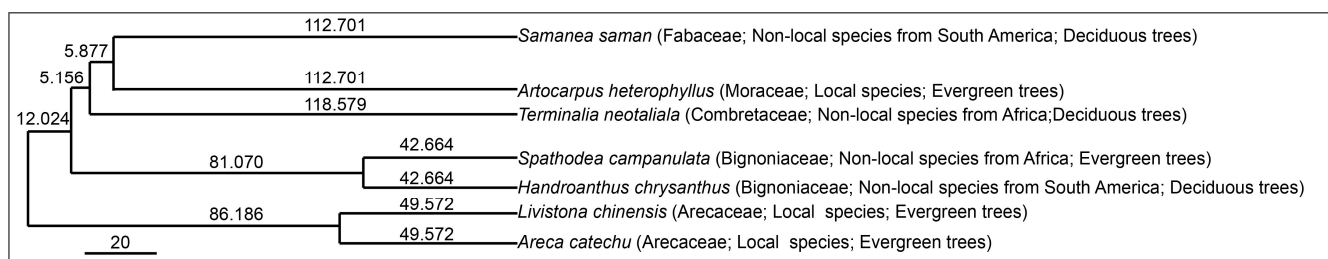 112.701
Samanea saman (Fabaceae; Non-local species from South America; Deciduous trees)
5.877
5.156
112.701
Artocarpus heterophyllus (Moraceae; Local species; Evergreen trees)
118.579
Terminalia neotaliala (Combretaceae; Non-local species from Africa;Deciduous trees)
12.024
42.664
Spathodea campanulata (Bignoniaceae; Non-local species from Africa; Evergreen trees)
81.070
42.664
Handroanthus chrysanthus (Bignoniaceae; Non-local species from South America; Deciduous trees)
49.572
Livistona chinensis (Arecaceae; Local  species; Evergreen trees)
86.186
49.572
Areca catechu (Arecaceae; Local  species; Evergreen trees)
20